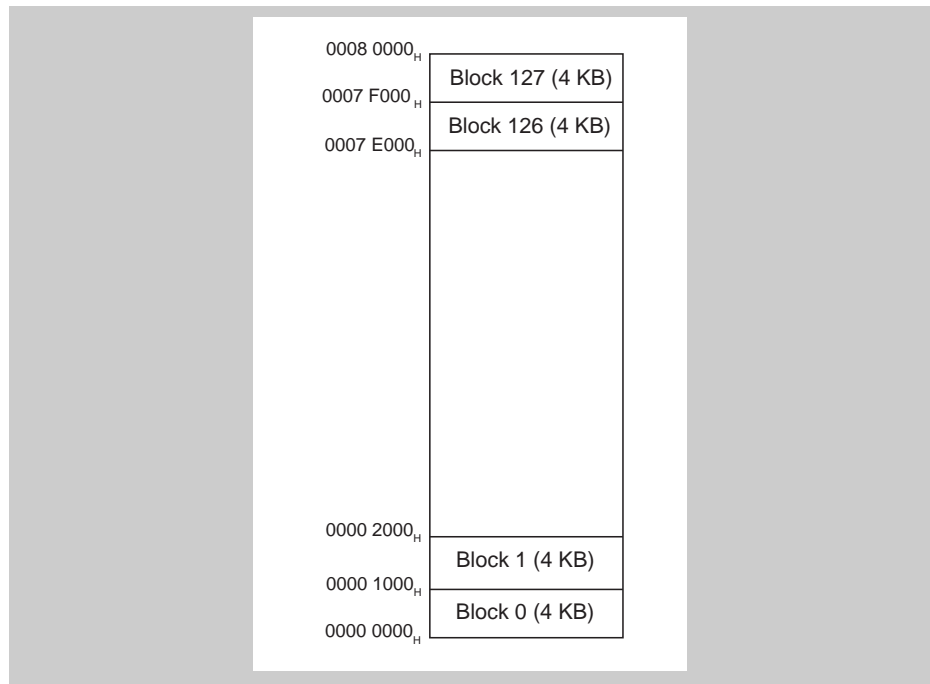 0008 0000H
Block 127 (4 KB)
0007 F000 H
Block 126 (4 KB)
0007 E000H
0000 2000H
Block 1 (4 KB)
0000 1000H
Block 0 (4 KB)
0000 0000H